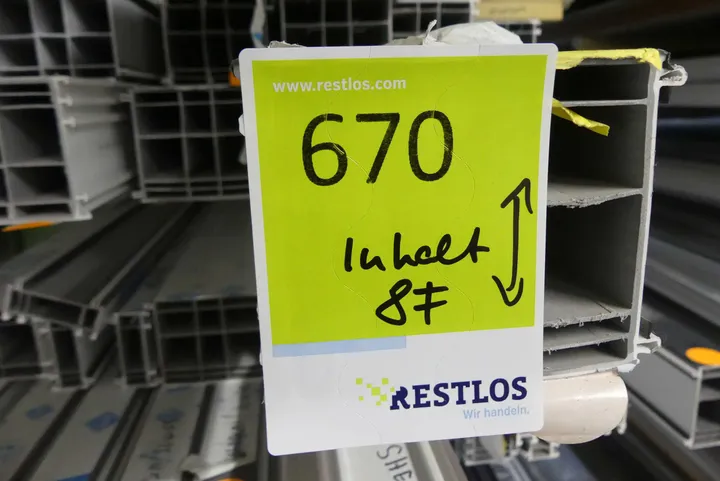 www.restlos.com
670
Inhalt
8F
RESTLOS
Wir handeln.